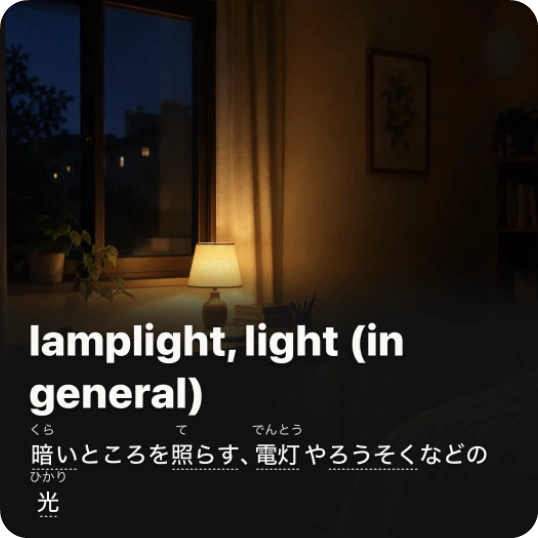 lamplight, light (in
general)
くら て でんとう
暗いところを照らす、電灯やろうそくなどの
ひかり
光